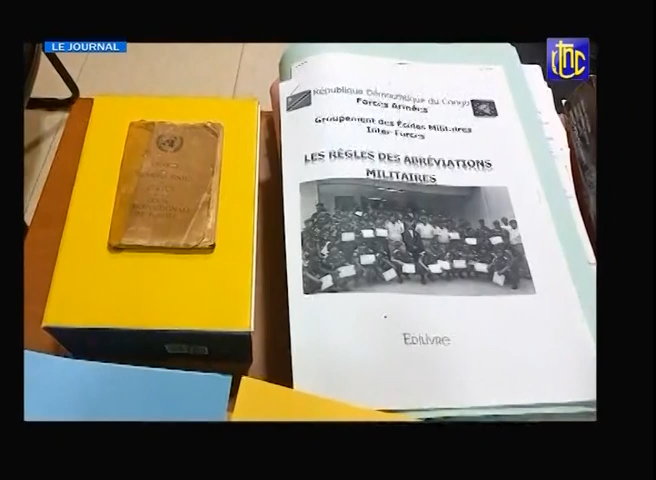 LE JOURNAL
rtnc
République Démocratique du Congo
Forces Armées
Groupement des Écoles Militaires
Inter Forces
LES RÈGLES DES ABRÉVIATIONS
MILITAIRES
EDILIVRE